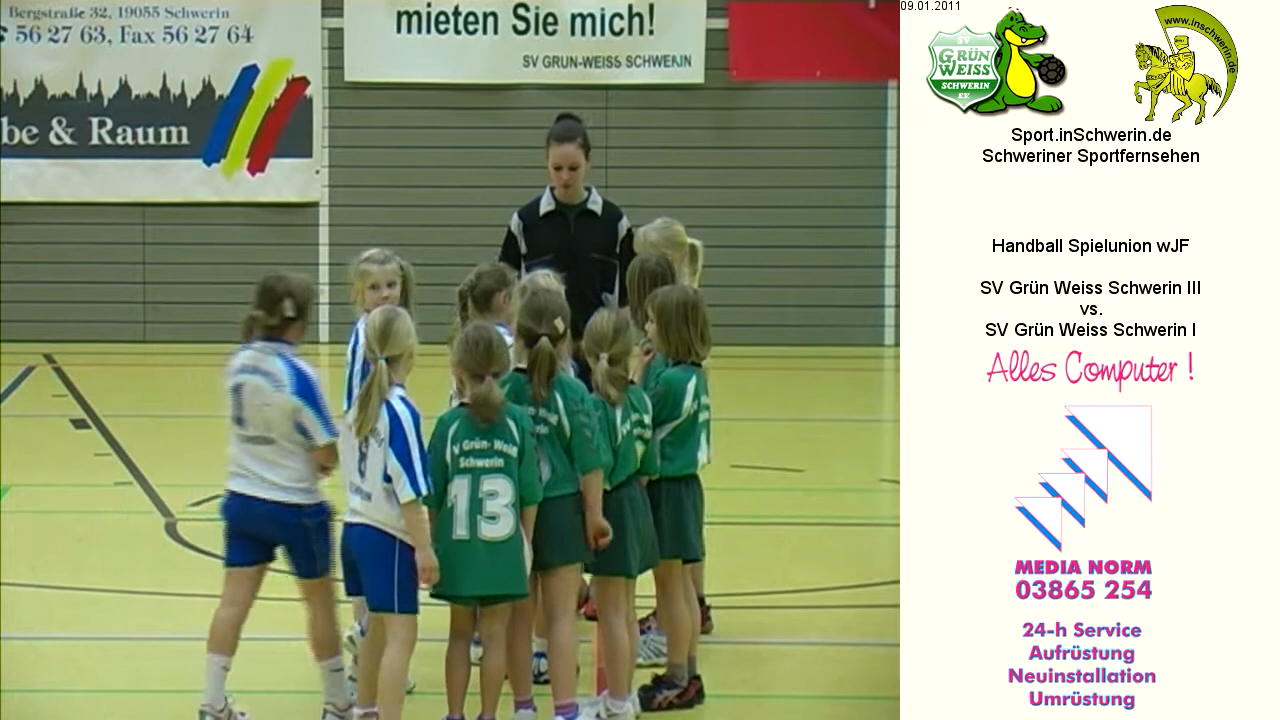 Bergstraße 32, 19055 Schwerin
56 27 63, Fax 56 27 64
be & Raum
mieten Sie mich!
SV GRÜN-WEISS SCHWERIN
V Grün-Weiß
Schwerin
13
1
8
09.01.2011
SV
GRÜN
WEISS
SCHWERIN
E.V.
www.inschwerin.de
Sport.inSchwerin.de
Schweriner Sportfernsehen
Handball Spielunion wJF
SV Grün Weiss Schwerin III
vs.
SV Grün Weiss Schwerin I
Alles Computer !
MEDIA NORM
03865 254
24-h Service
Aufrüstung
Neuinstallation
Umrüstung